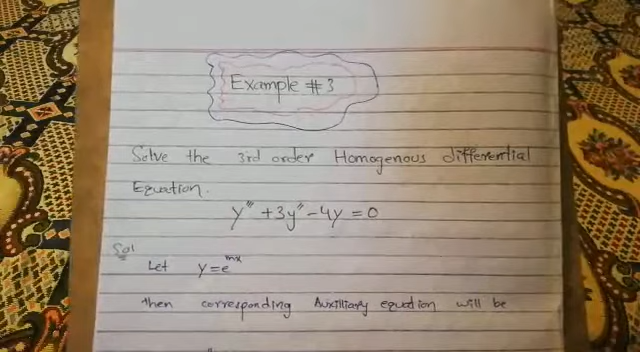 Example #3
Solve the 3rd order Homogenous differential
Equation.
y''' + 3y'' - 4y = 0
Sol
Let y = e^mx
then corresponding Auxilliary equation will be